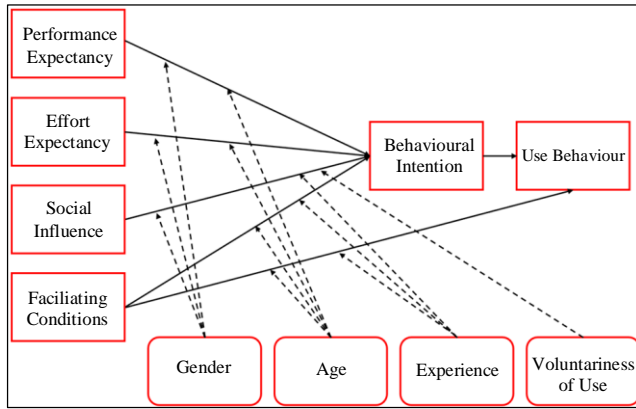 Performance
Expectancy
Effort
Expectancy
Social
Influence
Faciliating
Conditions
Behavioural
Intention
Use Behaviour
Gender
Age
Experience
Voluntariness
of Use